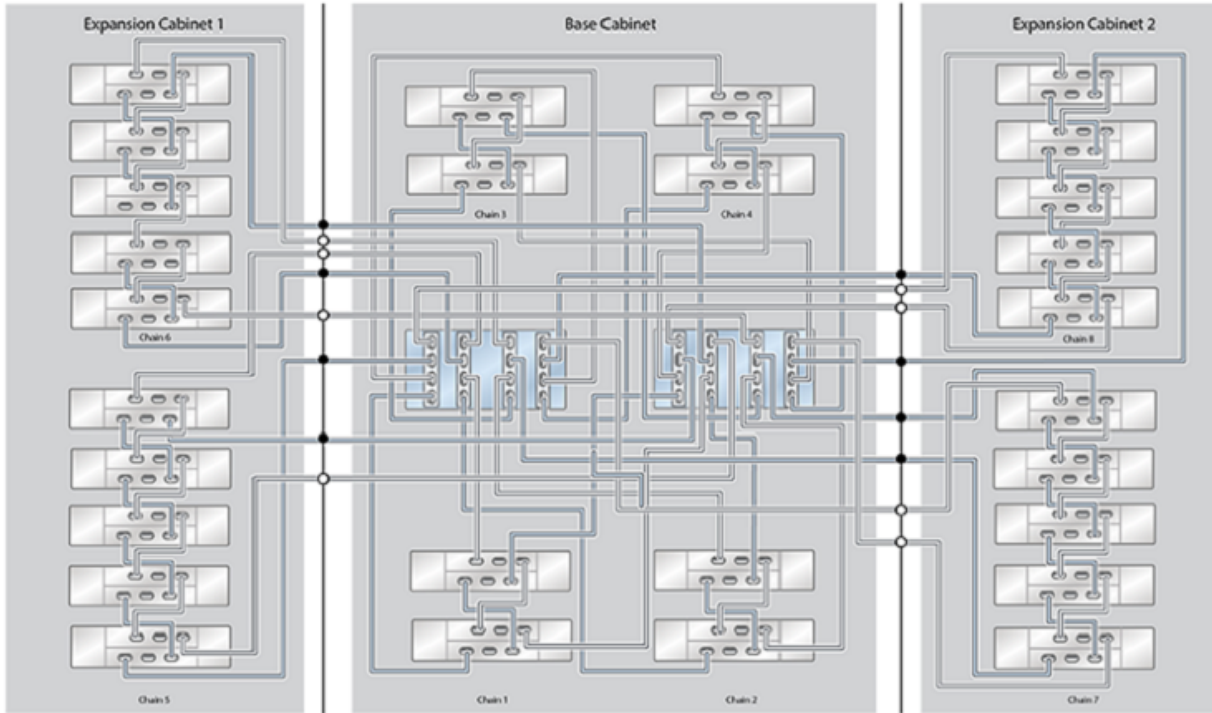 Expansion Cabinet 1
Base Cabinet
Expansion Cabinet 2
Chain 3
Chain 4
Chain 6
Chain 8
Chain 5
Chain 1
Chain 2
Chain 7